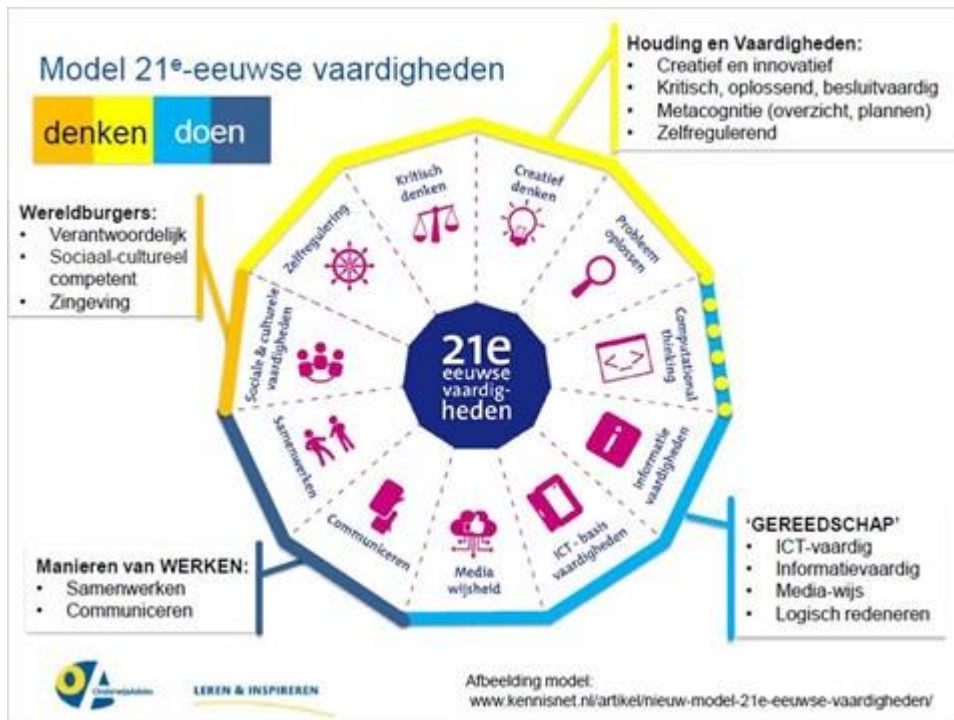 Model 21e-eeuwse vaardigheden
denken doen
Houding en Vaardigheden:
• Creatief en innovatief
• Kritisch, oplossend, besluitvaardig
• Metacognitie (overzicht, plannen)
• Zelfregulerend
Wereldburgers:
• Verantwoordelijk
• Sociaal-cultureel
competent
• Zingeving
Kritisch
denken
Creatief
denken
Probleem
oplossen
Computational
thinking
Informatie
vaardigheden
ICT - basis
vaardigheden
Media
wijsheid
Communiceren
Samenwerken
Sociale & culturele
vaardigheden
Zelfregulering
21e
eeuwse
vaardig-
heden
Manieren van WERKEN:
• Samenwerken
• Communiceren
'GEREEDSCHAP'
• ICT-vaardig
• Informatievaardig
• Media-wijs
• Logisch redeneren
OA
OnderwijsAdvies
LEREN & INSPIREREN
Afbeelding model:
www.kennisnet.nl/artikel/nieuw-model-21e-eeuwse-vaardigheden/